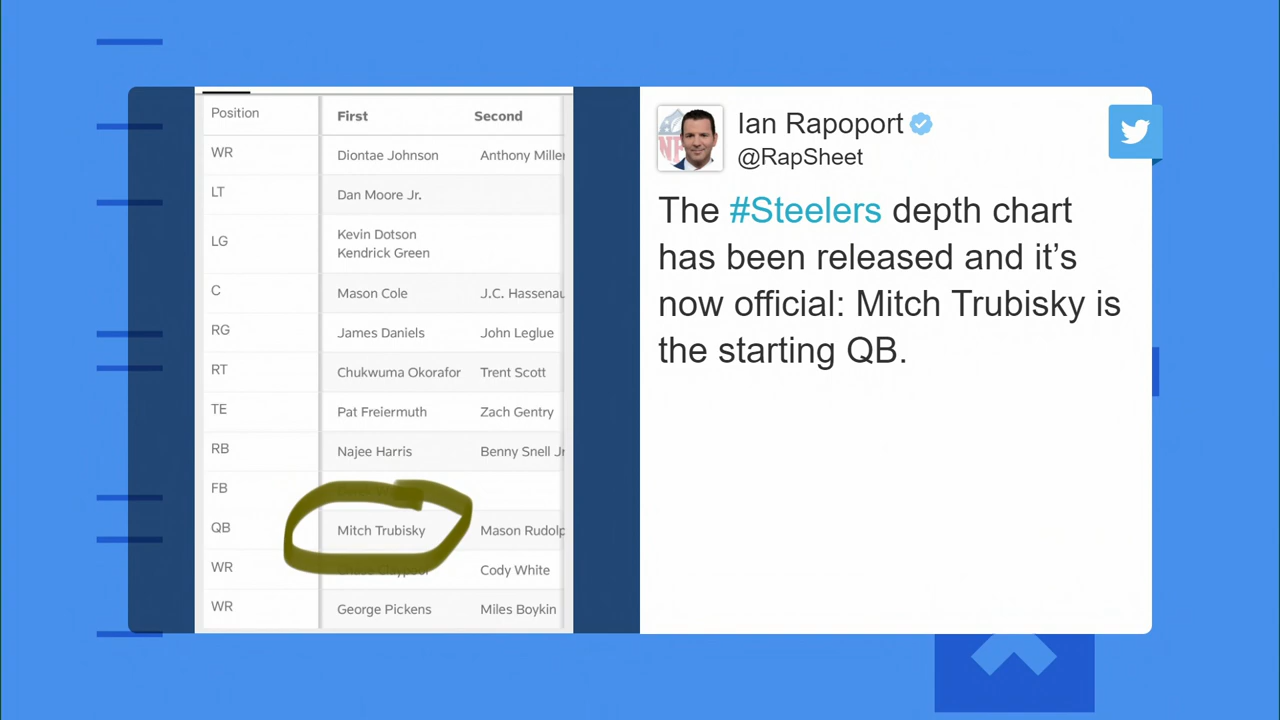 Position First Second
WR Diontae Johnson Anthony Miller
LT Dan Moore Jr.
LG Kevin Dotson
Kendrick Green
C Mason Cole J.C. Hassenau
RG James Daniels John Leglue
RT Chukwuma Okorafor Trent Scott
TE Pat Freiermuth Zach Gentry
RB Najee Harris Benny Snell Jr
FB Derek
QB Mitch Trubisky Mason Rudolp
WR Chase Claypool Cody White
WR George Pickens Miles Boykin
Ian Rapoport
@RapSheet
The #Steelers depth chart
has been released and it’s
now official: Mitch Trubisky is
the starting QB.